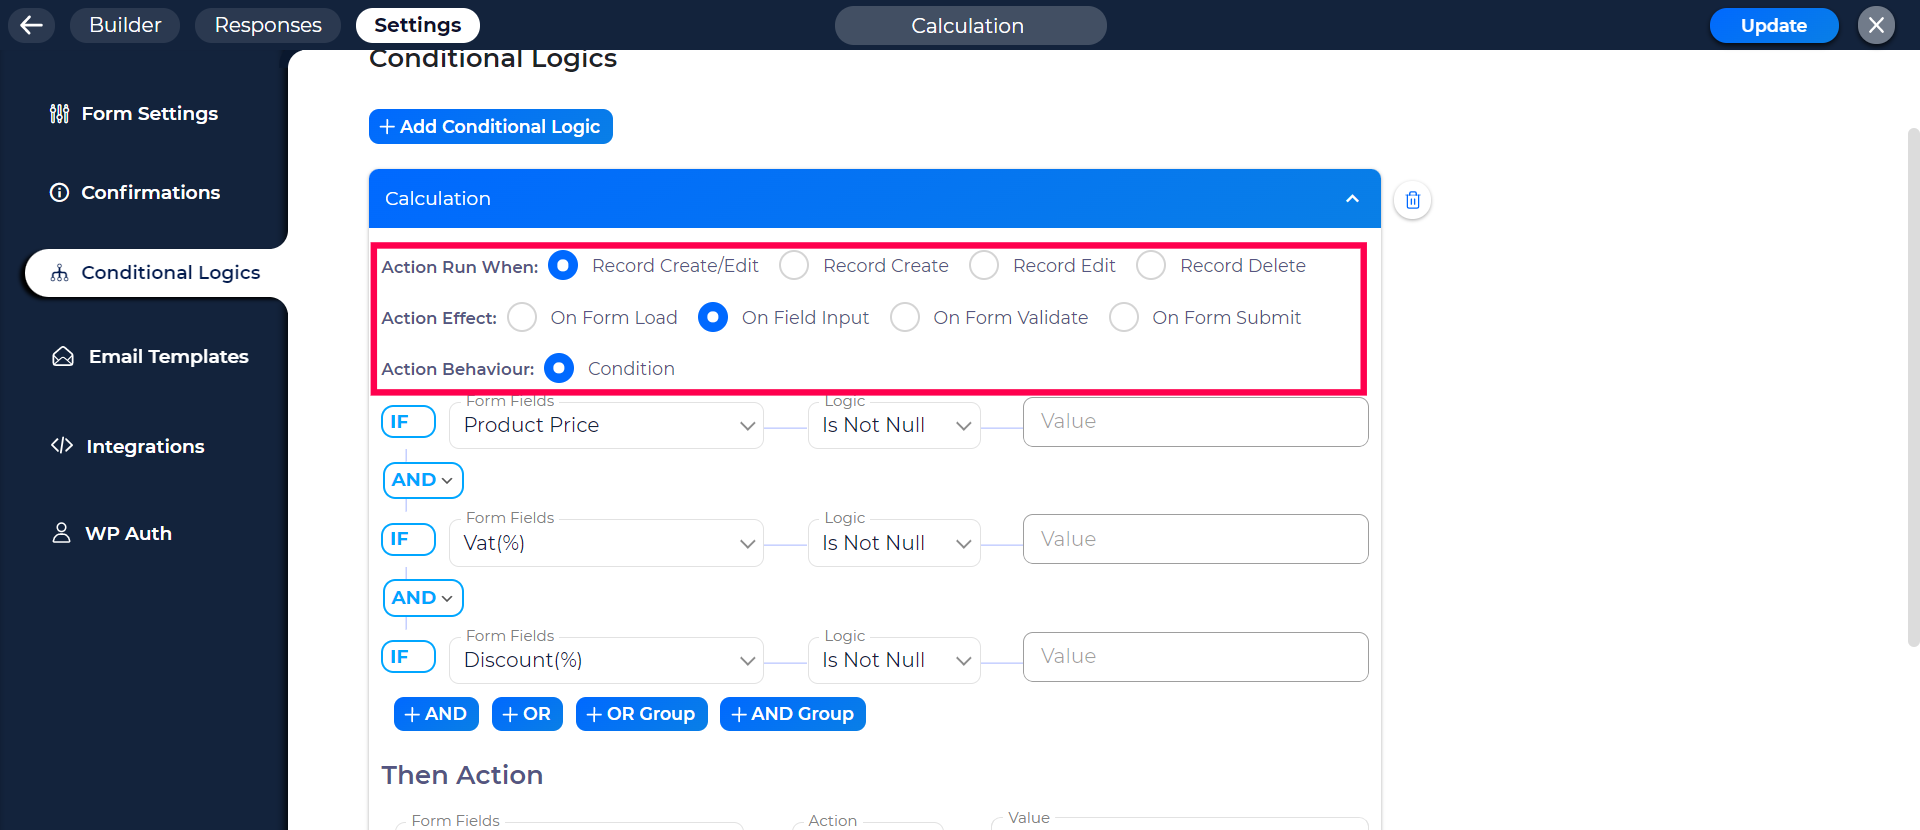 Builder Responses Settings Calculation Update
Conditional Logics
Form Settings
+ Add Conditional Logic
Confirmations
Calculation
Conditional Logics
Action Run When: Record Create/Edit Record Create Record Edit Record Delete
Action Effect: On Form Load On Field Input On Form Validate On Form Submit
Email Templates
Action Behaviour: Condition
Form Fields Logic
IF Product Price Is Not Null Value
Integrations
AND
Form Fields Logic
WP Auth
IF Vat(%) Is Not Null Value
AND
Form Fields Logic
IF Discount(%) Is Not Null Value
+ AND + OR + OR Group + AND Group
Then Action
Form Fields Action Value